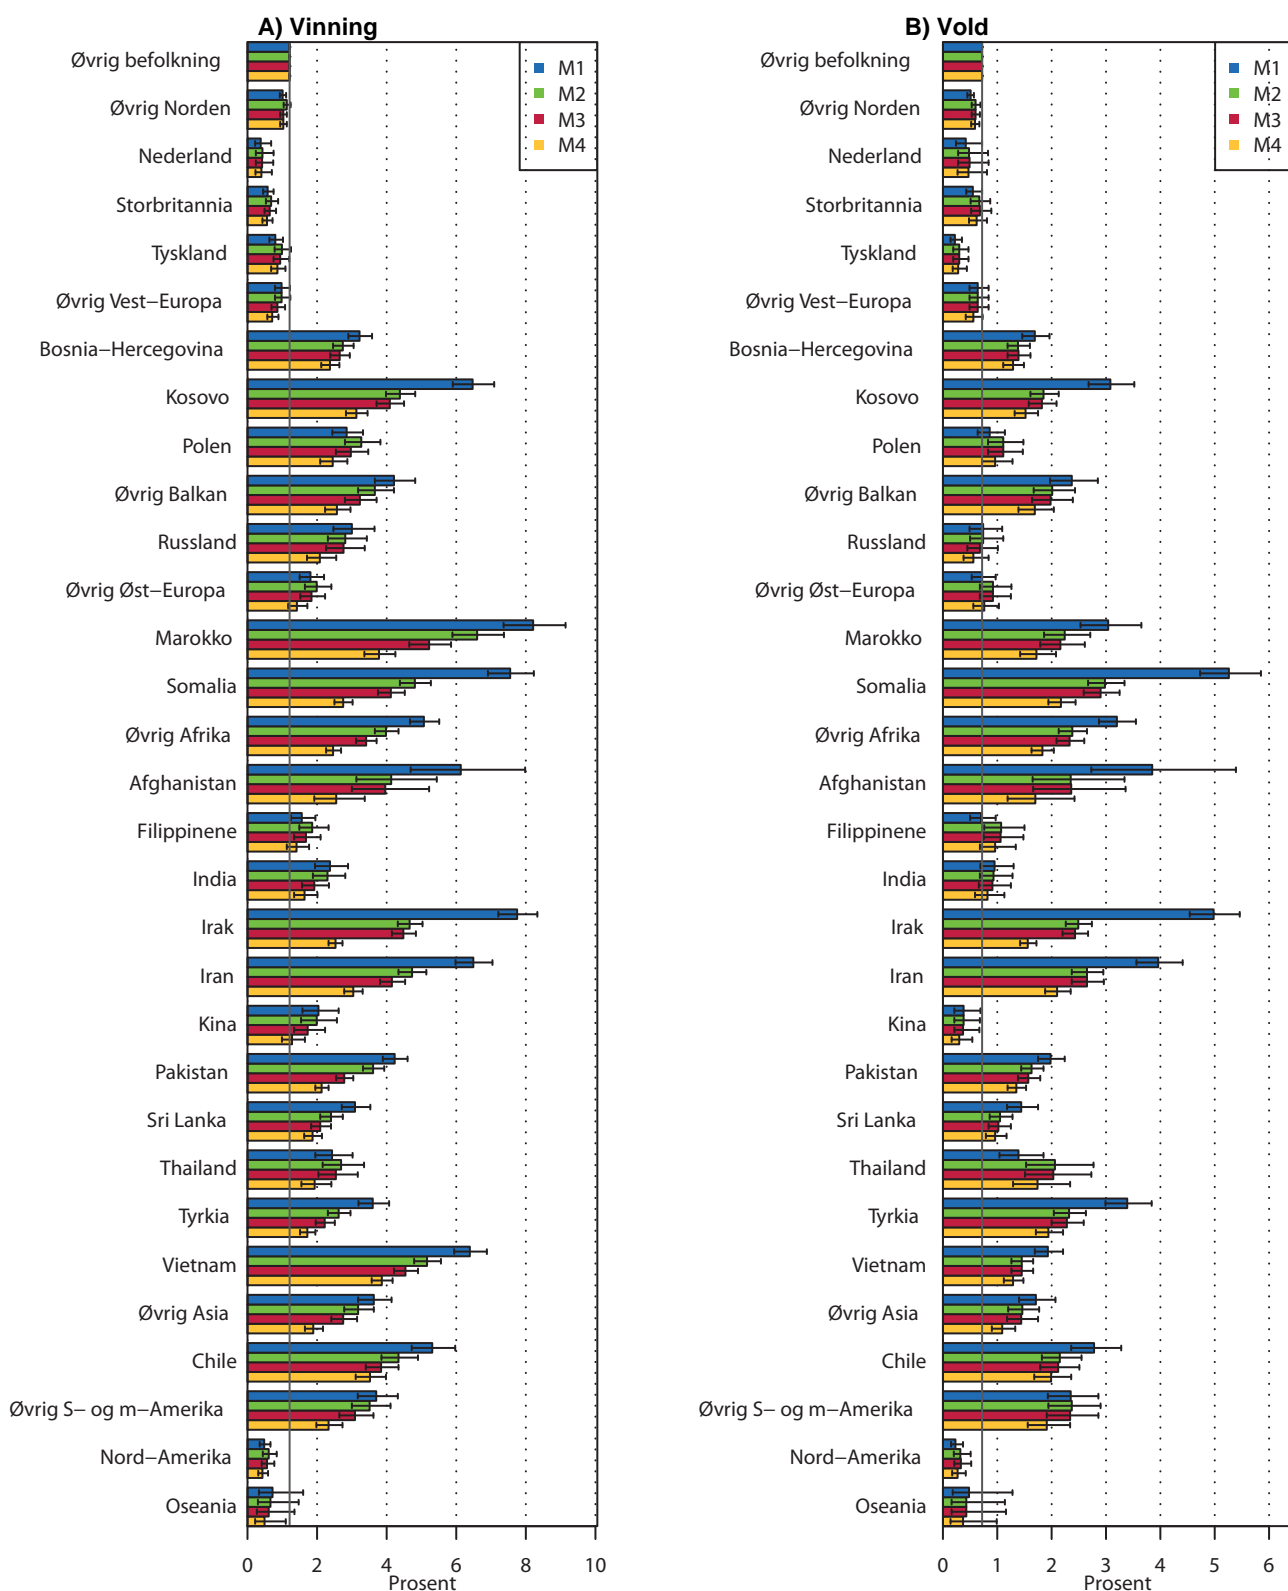 A) Vinning
Øvrig befolkning
Øvrig Norden
Nederland
Storbritannia
Tyskland
Øvrig Vest−Europa
Bosnia−Hercegovina
Kosovo
Polen
Øvrig Balkan
Russland
Øvrig Øst−Europa
Marokko
Somalia
Øvrig Afrika
Afghanistan
Filippinene
India
Irak
Iran
Kina
Pakistan
Sri Lanka
Thailand
Tyrkia
Vietnam
Øvrig Asia
Chile
Øvrig S− og m−Amerika
Nord−Amerika
Oseania
M1
M2
M3
M4
0 2 4 6 8 10
Prosent
B) Vold
Øvrig befolkning
Øvrig Norden
Nederland
Storbritannia
Tyskland
Øvrig Vest−Europa
Bosnia−Hercegovina
Kosovo
Polen
Øvrig Balkan
Russland
Øvrig Øst−Europa
Marokko
Somalia
Øvrig Afrika
Afghanistan
Filippinene
India
Irak
Iran
Kina
Pakistan
Sri Lanka
Thailand
Tyrkia
Vietnam
Øvrig Asia
Chile
Øvrig S− og m−Amerika
Nord−Amerika
Oseania
M1
M2
M3
M4
0 1 2 3 4 5 6
Prosent